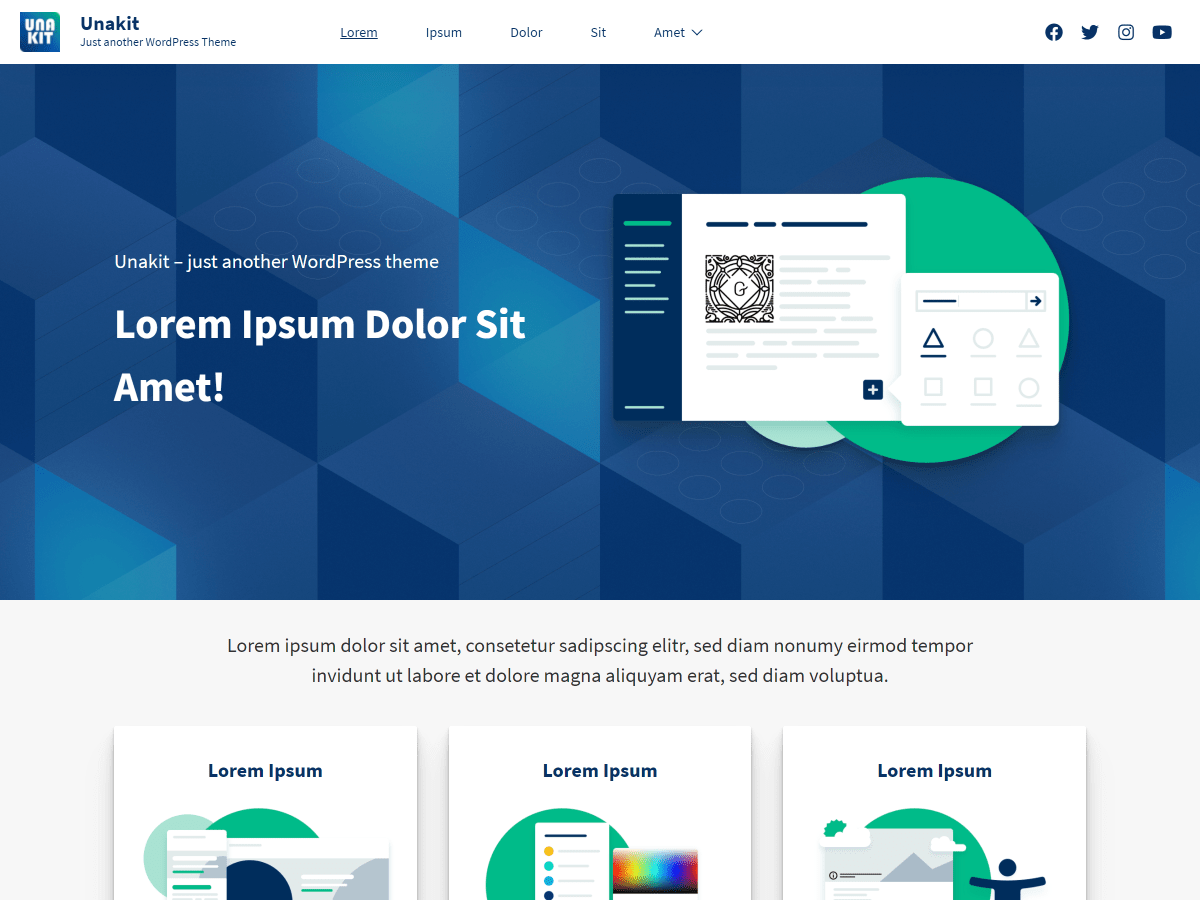 UNA
KIT
Unakit
Just another WordPress Theme
Lorem
Ipsum
Dolor
Sit
Amet
Unakit – just another WordPress theme
Lorem Ipsum Dolor Sit
Amet!
G
Lorem ipsum dolor sit amet, consetetur sadipscing elitr, sed diam nonumy eirmod tempor
invidunt ut labore et dolore magna aliquyam erat, sed diam voluptua.
Lorem Ipsum
Lorem Ipsum
Lorem Ipsum